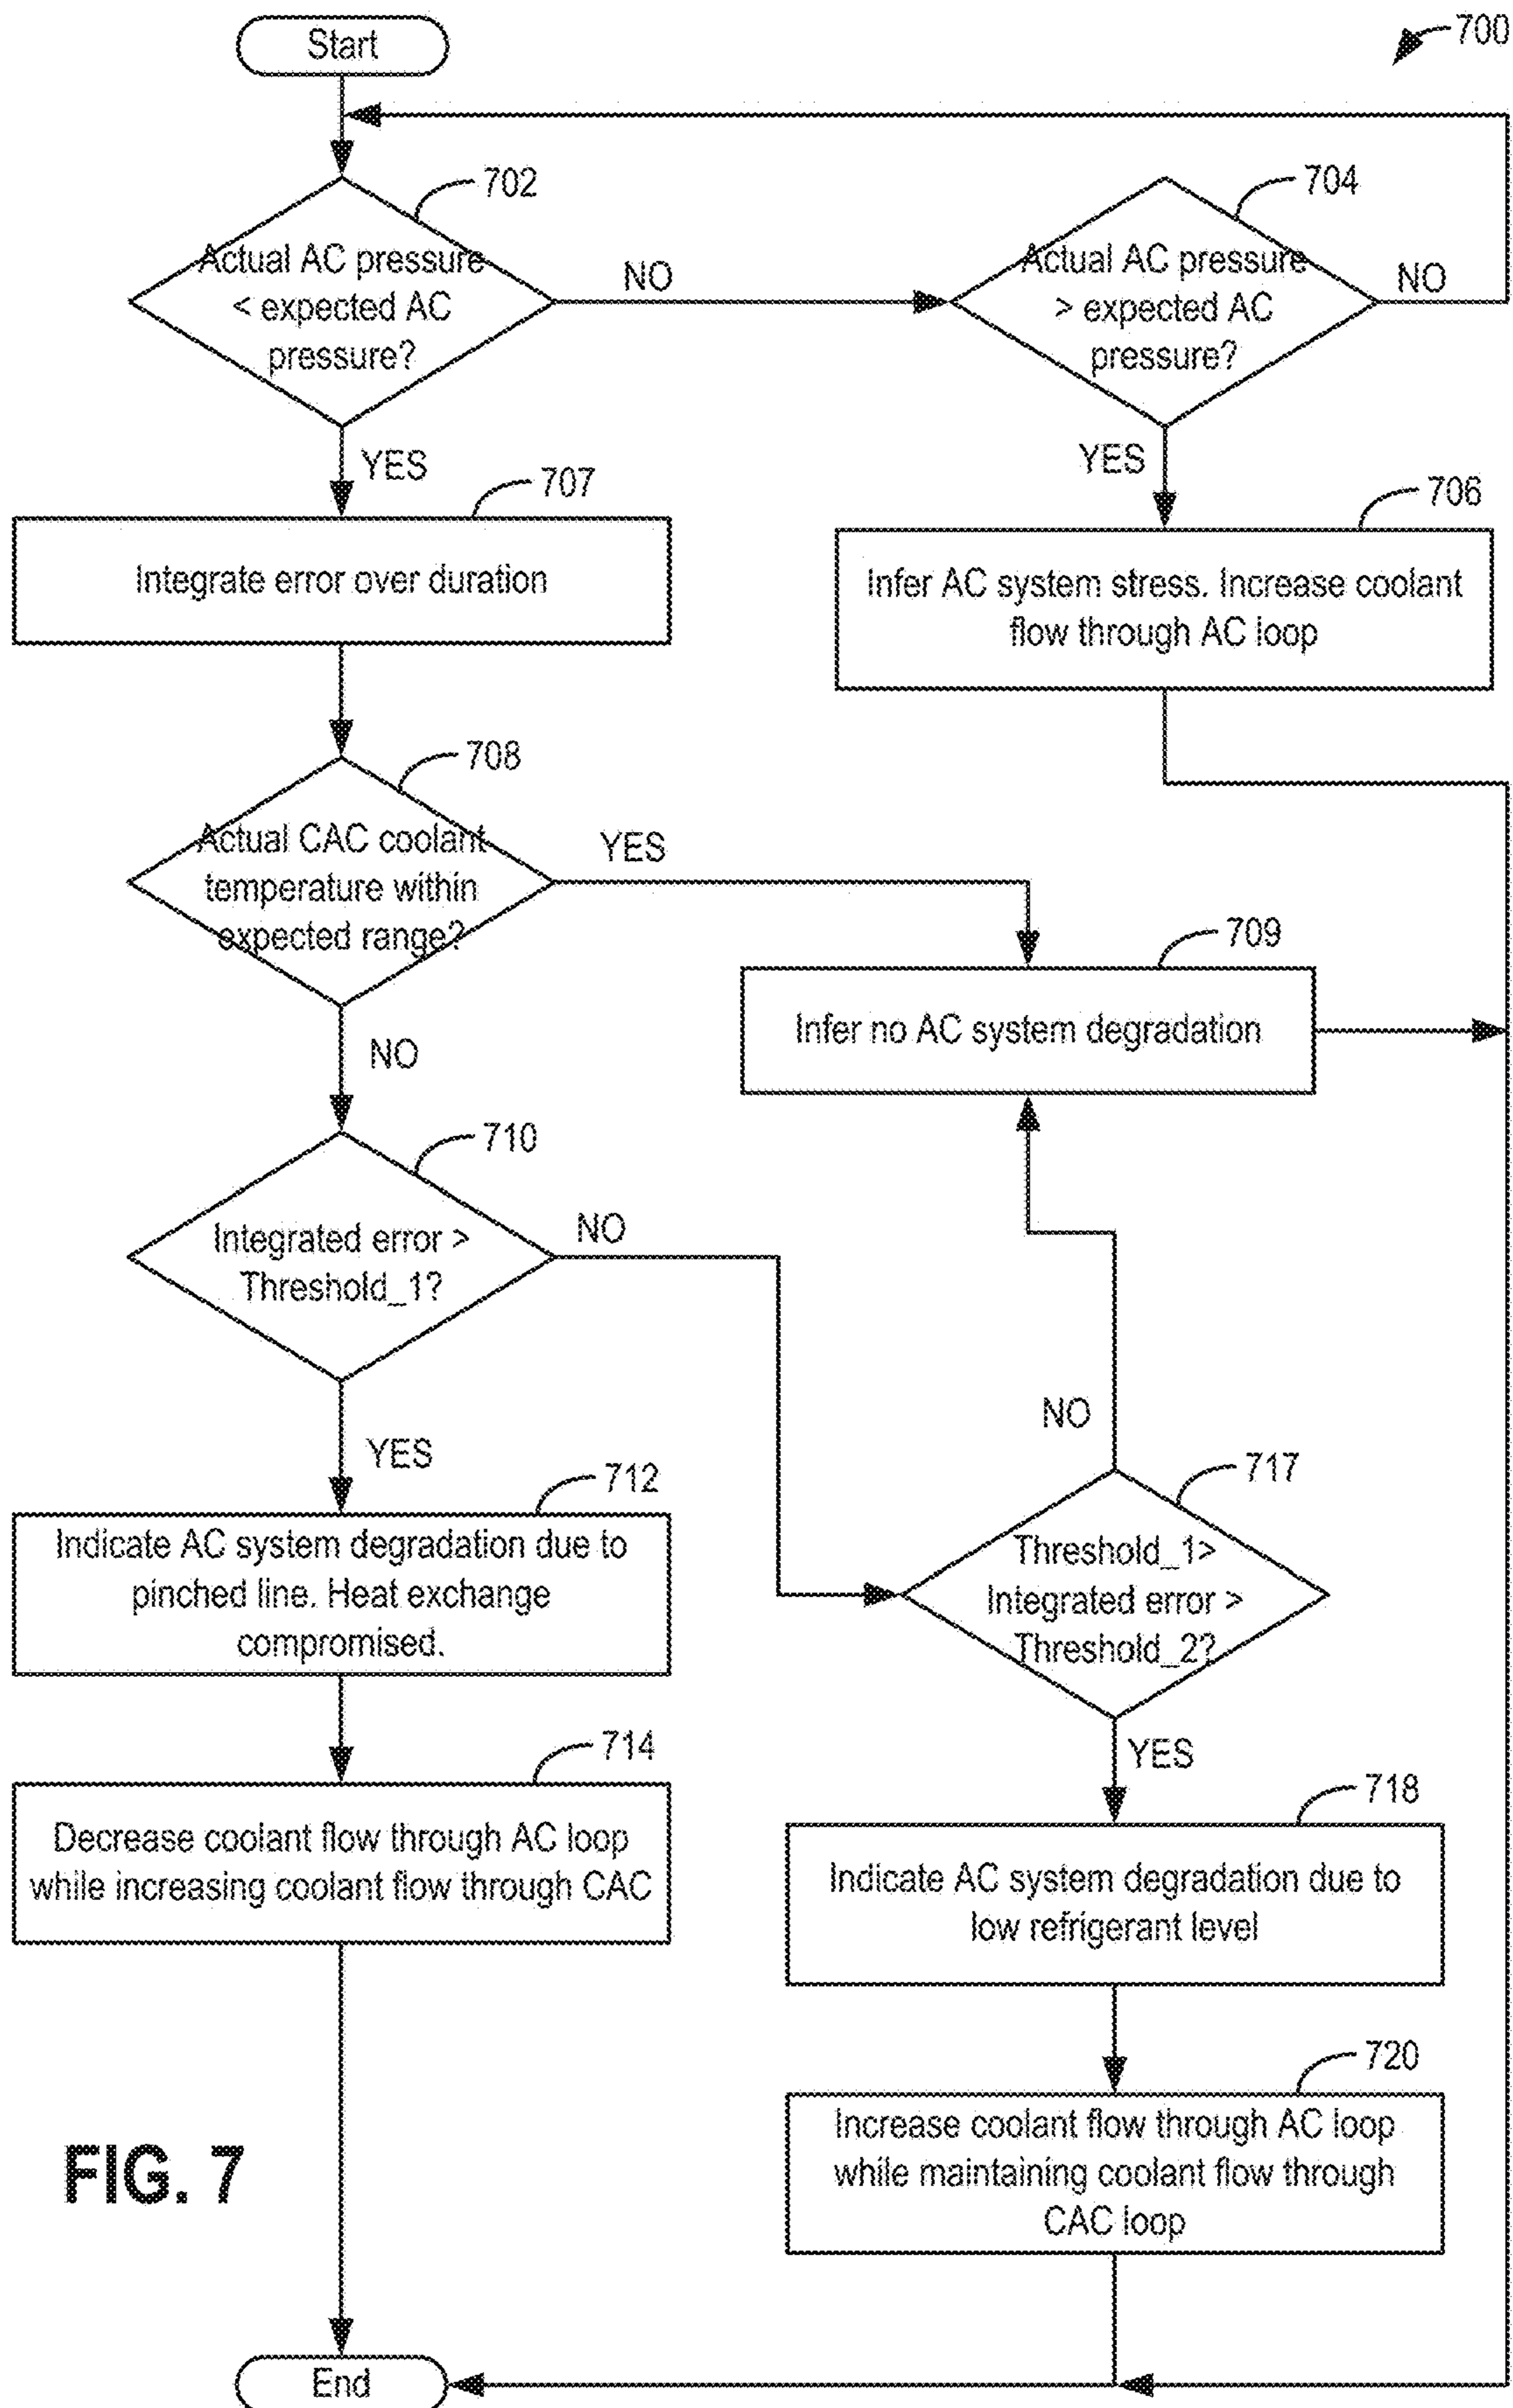 Start
700
702
704
Actual AC pressure
< expected AC
pressure?
NO
Actual AC pressure
> expected AC
pressure?
NO
YES
YES
707
706
Integrate error over duration
Infer AC system stress. Increase coolant
flow through AC loop
708
Actual CAC coolant
temperature within
expected range?
YES
709
Infer no AC system degradation
NO
710
Integrated error >
Threshold_1?
NO
NO
YES
717
712
Indicate AC system degradation due to
pinched line. Heat exchange
compromised.
Threshold_1>
Integrated error >
Threshold_2?
YES
714
718
Decrease coolant flow through AC loop
while increasing coolant flow through CAC
Indicate AC system degradation due to
low refrigerant level
720
Increase coolant flow through AC loop
while maintaining coolant flow through
CAC loop
FIG. 7
End